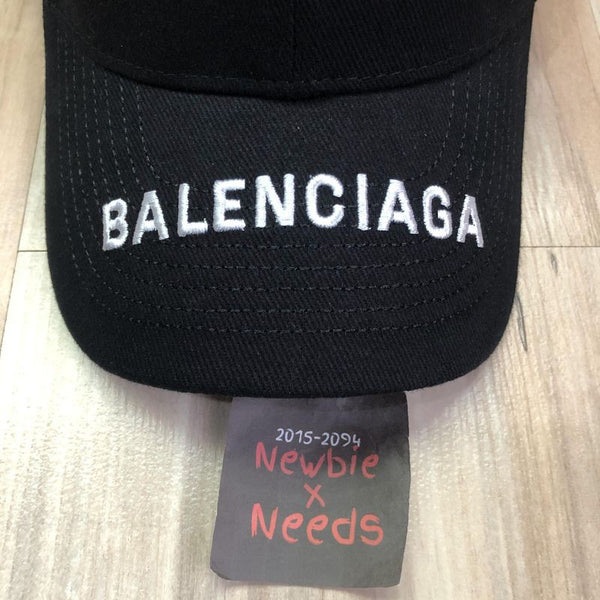 BALENCIAGA
2015-2094
Newbie
x
Needs